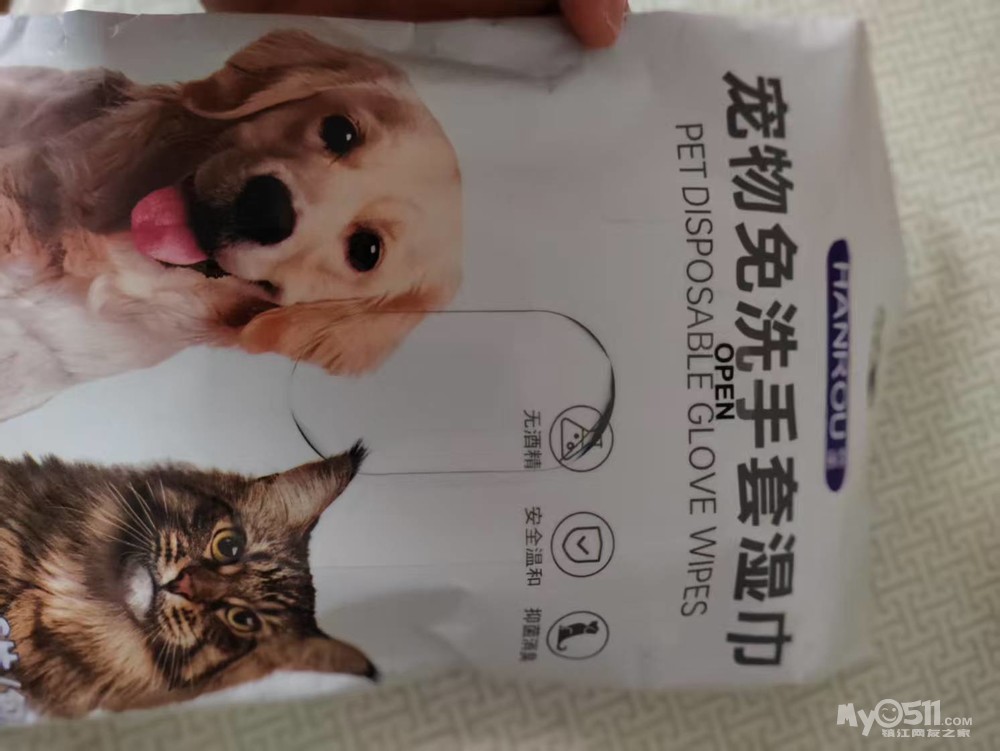 HANROU
宠物免洗手套湿巾
PET DISPOSABLE GLOVE WIPES
OPEN
无酒精
安全温和
抑菌消臭
My0511.COM
镇江网友之家